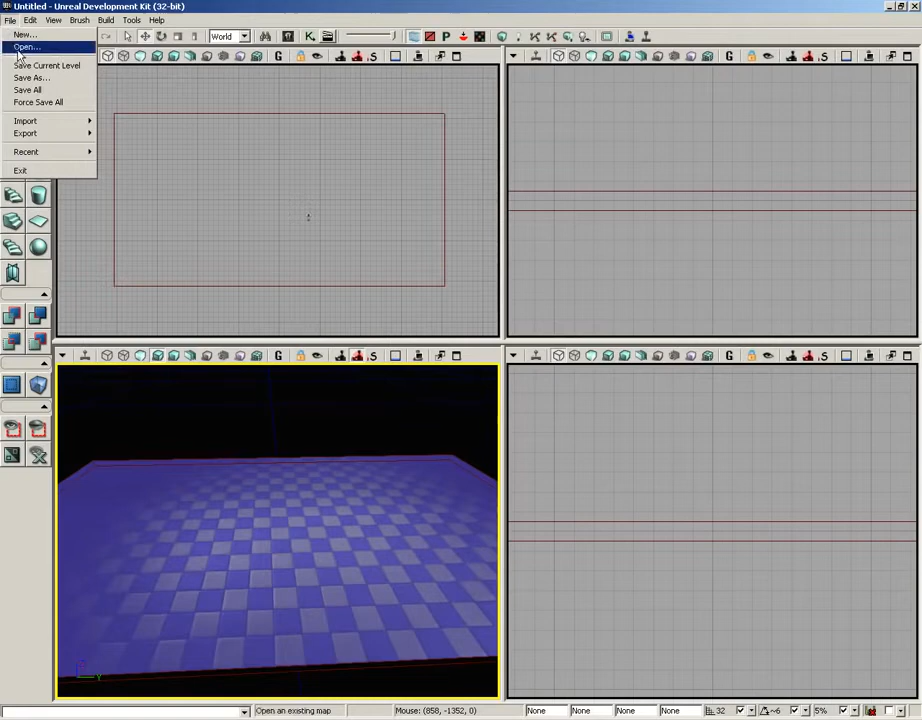 Untitled - Unreal Development Kit (32-bit)
File Edit View Brush Build Tools Help
World
New...
Open...
Save Current Level
Save As...
Save All
Force Save All
Import
Export
Recent
Exit
G
G
G
G
Open an existing map
Mouse: (858, -1352, 0)
None
None
None
None
32
~6
5%